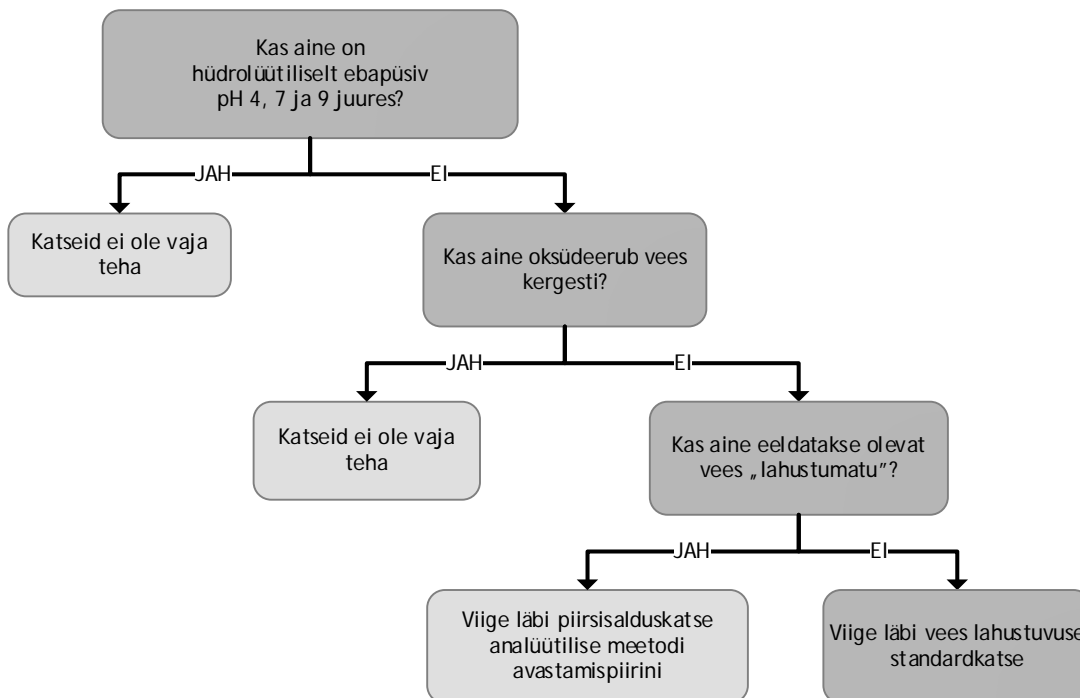 Kas aine on
hüdrolüütiliselt ebapüsiv
pH 4, 7 ja 9 juures?
JAH
EI
Katseid ei ole vaja
teha
Kas aine oksüdeerub vees
kergesti?
JAH
EI
Katseid ei ole vaja
teha
Kas aine eeldatakse olevat
vees „lahustumatu”?
JAH
EI
Viige läbi piirsisalduskatse
analüütilise meetodi
avastamispiirini
Viige läbi vees lahustuvuse
standardkatse